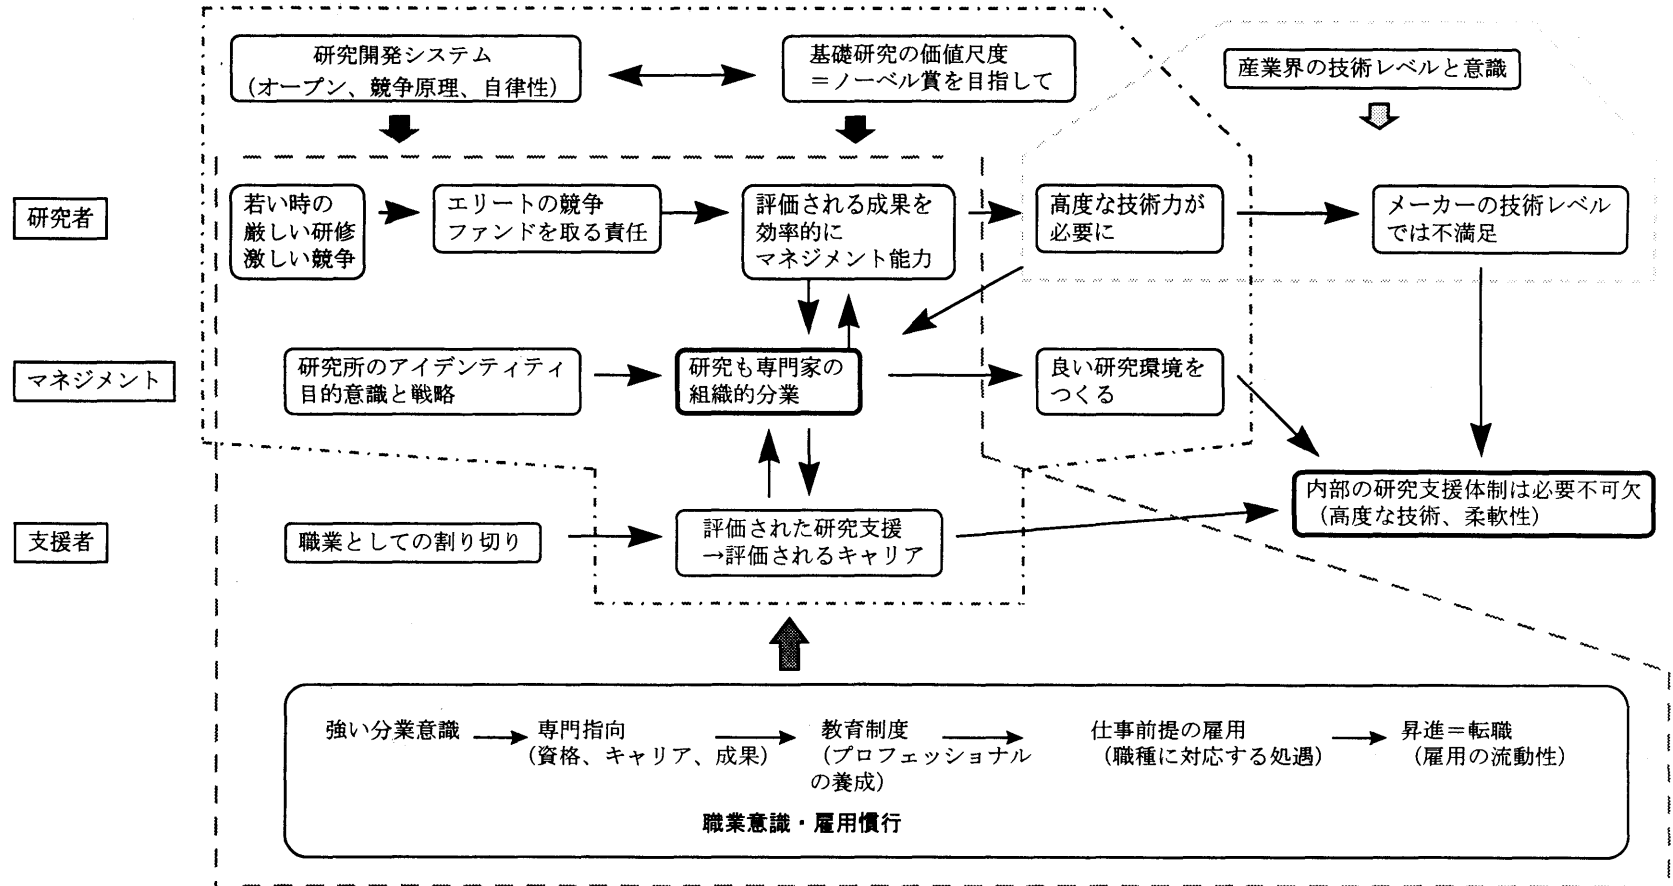 研究開発システム
(オープン、競争原理、自律性)
基礎研究の価値尺度
＝ノーベル賞を目指して
産業界の技術レベルと意識
研究者
若い時の
厳しい研修
激しい競争
エリートの競争
ファンドを取る責任
評価される成果を
効率的に
マネジメント能力
高度な技術力が
必要に
メーカーの技術レベル
では不満足
マネジメント
研究所のアイデンティティ
目的意識と戦略
研究も専門家の
組織的分業
良い研究環境を
つくる
支援者
職業としての割り切り
評価された研究支援
→評価されるキャリア
内部の研究支援体制は必要不可欠
(高度な技術、柔軟性)
強い分業意識
専門指向
(資格、キャリア、成果)
教育制度
(プロフェッショナル
の養成)
仕事前提の雇用
(職種に対応する処遇)
昇進＝転職
(雇用の流動性)
職業意識・雇用慣行